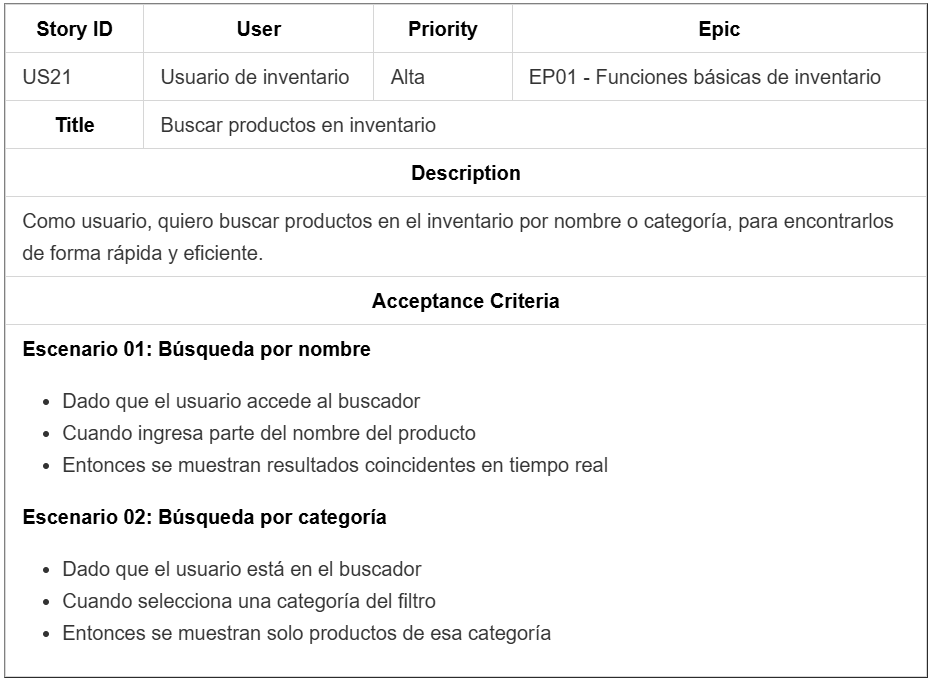 Story ID User Priority Epic
US21 Usuario de inventario Alta EP01 - Funciones básicas de inventario
Title Buscar productos en inventario
Description
Como usuario, quiero buscar productos en el inventario por nombre o categoría, para encontrarlos
de forma rápida y eficiente.
Acceptance Criteria
Escenario 01: Búsqueda por nombre
• Dado que el usuario accede al buscador
• Cuando ingresa parte del nombre del producto
• Entonces se muestran resultados coincidentes en tiempo real
Escenario 02: Búsqueda por categoría
• Dado que el usuario está en el buscador
• Cuando selecciona una categoría del filtro
• Entonces se muestran solo productos de esa categoría